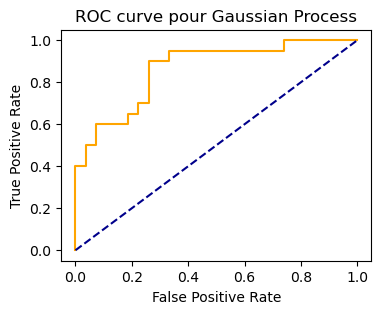 ROC curve pour Gaussian Process
True Positive Rate
1.0
0.8
0.6
0.4
0.2
0.0
0.0 0.2 0.4 0.6 0.8 1.0
False Positive Rate